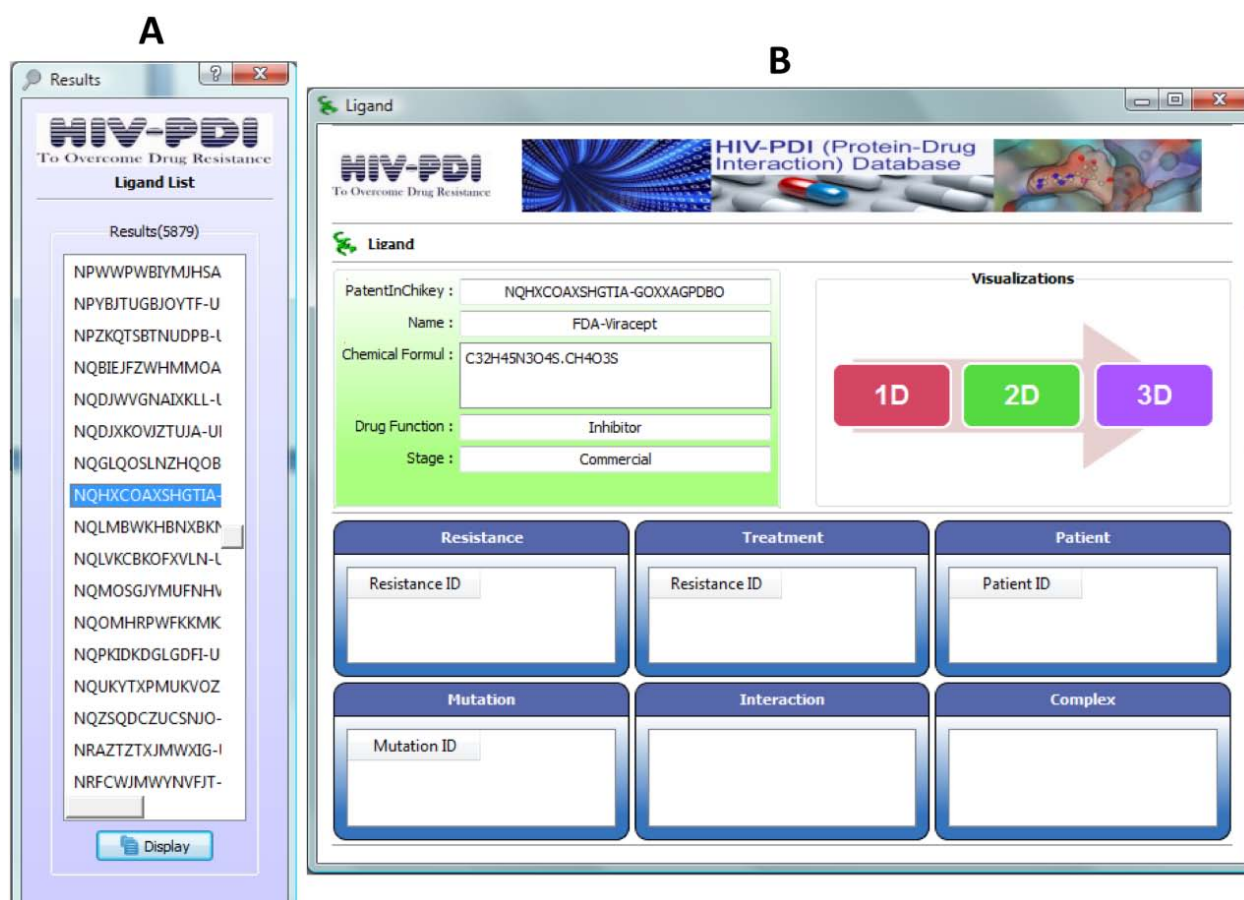 A
Results
HIV-PDI
To Overcome Drug Resistance
Ligand List
Results(5879)
NPWWPWBIYMJHSA
NPYBJTUGBJOYTF-U
NPZKQTSBTNUDPB-U
NQBIEJFZWHMMOA
NQDJWVGNAIXKLL-U
NQDJXKOVJZTUJA-UI
NQGLQOSLNZHQOB
NQHXCOAXSHGTIA-
NQLMBWKHBNXBKN
NQLVKCBKOFXVLN-U
NQMOSGJYMUFNHV
NQOMHRPWFKKMK
NQPKIDKDGLGDFI-U
NQUKYTXPMUKVOZ
NQZSQDCZUCSNJO-
NRAZTZTXJMWXIG-
NRFCWJMWYNVFJT-
Display
B
Ligand
HIV-PDI
To Overcome Drug Resistance
HIV-PDI (Protein-Drug
Interaction) Database
Ligand
PatentInChikey : NQHXCOAXSHGTIA-GOXXAGPDBO
Name : FDA-Viracept
Chemical Formul : C32H45N3O4S.CH4O3S
Drug Function : Inhibitor
Stage : Commercial
Visualizations
1D 2D 3D
Resistance Treatment Patient
Resistance ID Resistance ID Patient ID
Mutation Interaction Complex
Mutation ID